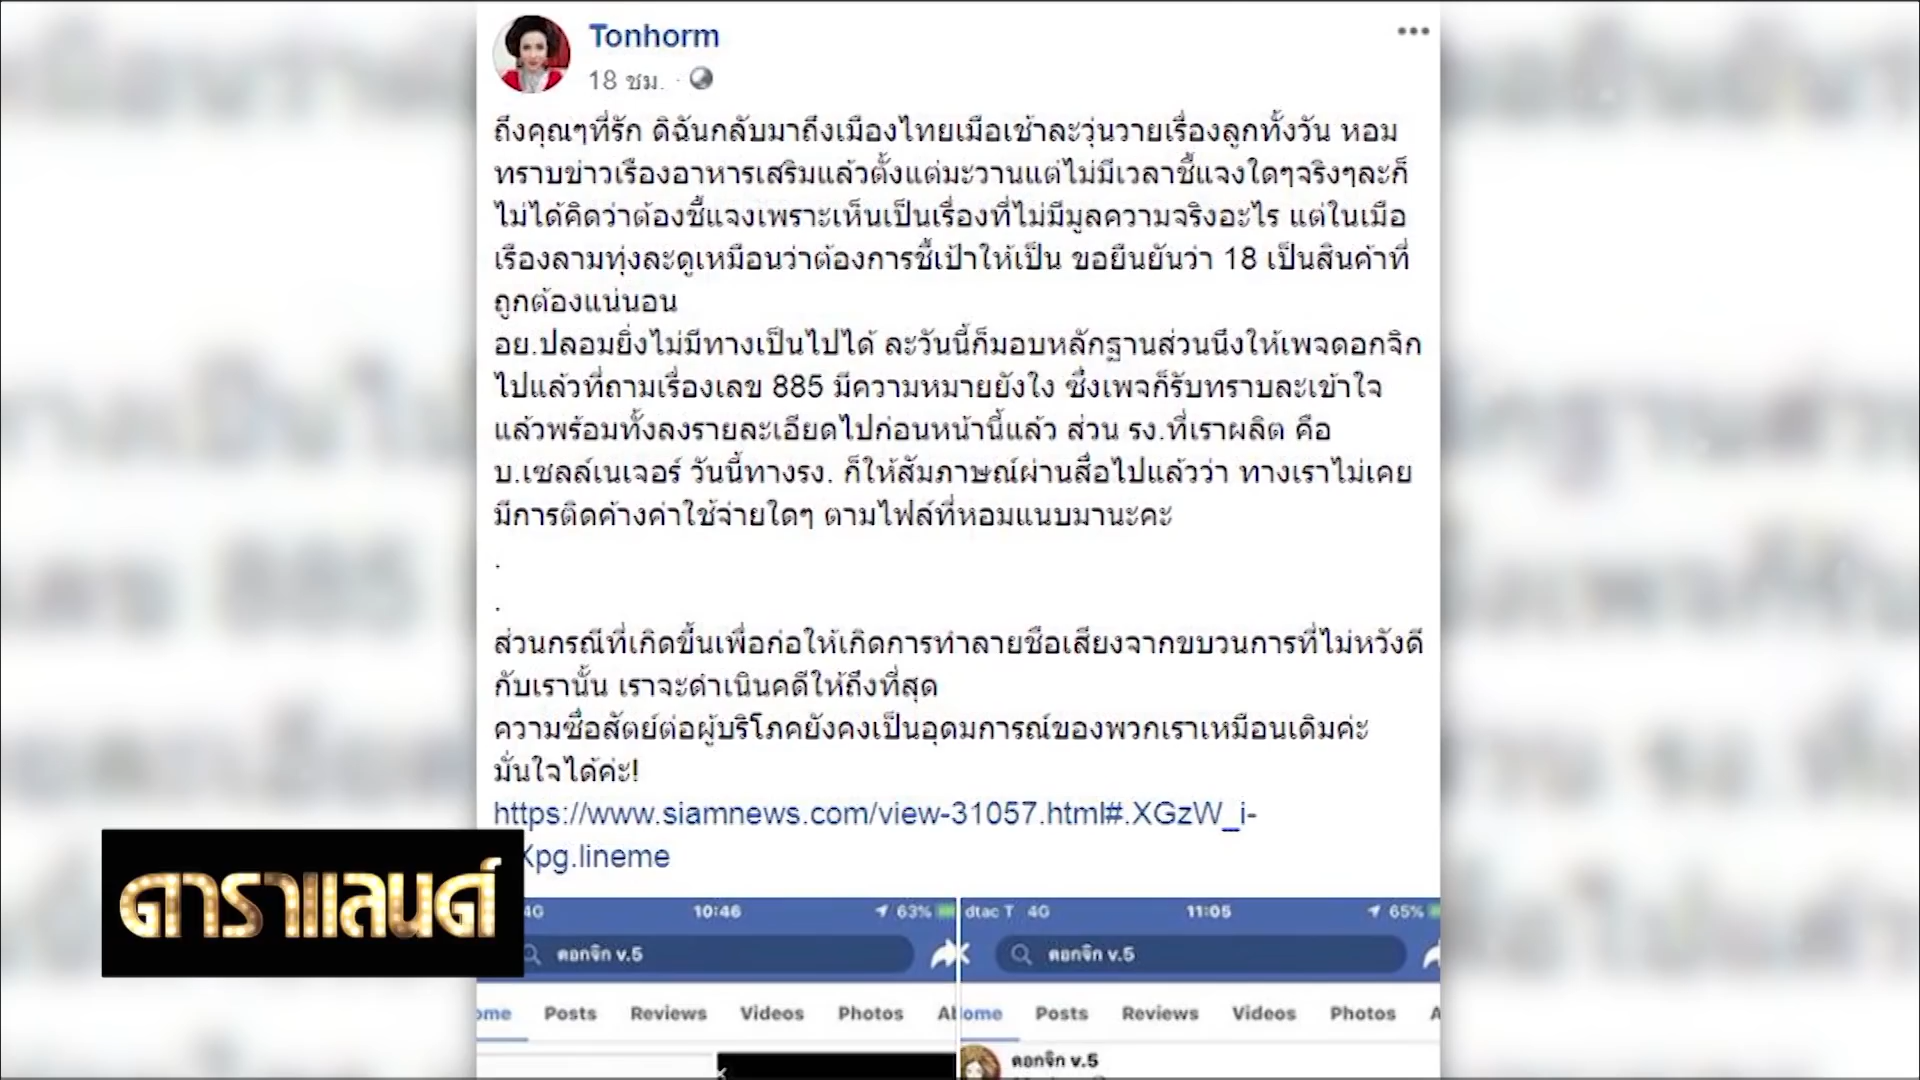 Tonhorm
18 ชม. ·
ถึงคุณๆที่รัก ดิฉันกลับมาถึงเมืองไทยเมือเช้าละวุ่นวายเรื่องลูกทั้งวัน หอม
ทราบข่าวเรื่องอาหารเสริมแล้วตั้งแต่มะวานแต่ไม่มีเวลาชี้แจงใดๆจริงๆละก็
ไม่ได้คิดว่าต้องชี้แจงเพราะเห็นเป็นเรื่องที่ไม่มีมูลความจริงอะไร แต่ในเมือ
เรืองลามทุ่งละดูเหมือนว่าต้องการชี้เป้าให้เป็น ขอยืนยันว่า 18 เป็นสินค้าที่
ถูกต้องแน่นอน
อย.ปลอมยิ่งไม่มีทางเป็นไปได้ ละวันนี้ก็มอบหลักฐานส่วนนึงให้เพจดอกจิก
ไปแล้วที่ถามเรื่องเลข 885 มีความหมายยังใง ซึ่งเพจก็รับทราบละเข้าใจ
แล้วพร้อมทั้งลงรายละเอียดไปก่อนหน้านี้แล้ว ส่วน รง.ที่เราผลิต คือ
บ.เซลล์เนเจอร์ วันนี้ทางรง. ก็ให้สัมภาษณ์ผ่านสื่อไปแล้วว่า ทางเราไม่เคย
มีการติดค้างค่าใช้จ่ายใดๆ ตามไฟล์ที่หอมแนบมานะคะ
.
.
ส่วนกรณีที่เกิดขึ้นเพื่อก่อให้เกิดการทำลายชือเสียงจากขบวนการที่ไม่หวังดี
กับเรานั้น เราจะดำเนินคดีให้ถึงที่สุด
ความซื่อสัตย์ต่อผู้บริโภคยังคงเป็นอุดมการณ์ของพวกเราเหมือนเดิมค่ะ
มั่นใจได้ค่ะ!
https://www.siamnews.com/view-31057.html#.XGzW_i-
Xpg.lineme
ดาราแลนด์
4G 10:46 63% dtac T 4G 11:05 65%
ดอกจิก v.5 ดอกจิก v.5
ome Posts Reviews Videos Photos Al ome Posts Reviews Videos Photos A
ดอกจิก v.5